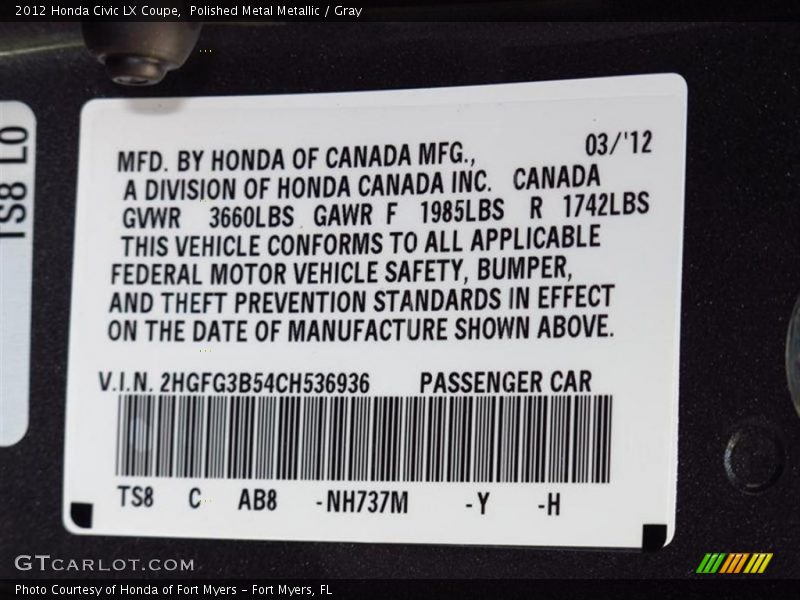 2012 Honda Civic LX Coupe, Polished Metal Metallic / Gray
TS8 LO
MFD. BY HONDA OF CANADA MFG., 03/'12
A DIVISION OF HONDA CANADA INC. CANADA
GVWR 3660LBS GAWR F 1985LBS R 1742LBS
THIS VEHICLE CONFORMS TO ALL APPLICABLE
FEDERAL MOTOR VEHICLE SAFETY, BUMPER,
AND THEFT PREVENTION STANDARDS IN EFFECT
ON THE DATE OF MANUFACTURE SHOWN ABOVE.
V.I.N. 2HGFG3B54CH536936 PASSENGER CAR
TS8 C AB8 -NH737M -Y -H
GTCARLOT.COM
Photo Courtesy of Honda of Fort Myers - Fort Myers, FL